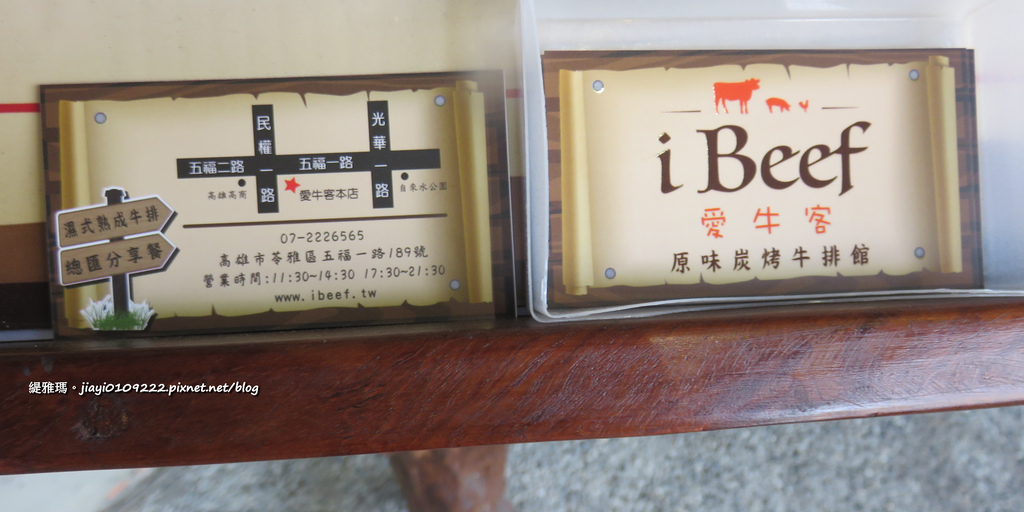 民權一路
光華一路
五福二路
五福一路
高雄高商
愛牛客本店
自來水公園
濕式熟成牛排
總匯分享餐
07-2226565
高雄市苓雅區五福一路189號
營業時間:11:30~14:30 17:30~21:30
www.ibeef.tw
i Beef
愛牛客
原味炭烤牛排館
緹雅瑪。jiayi0109222.pixnet.net/blog